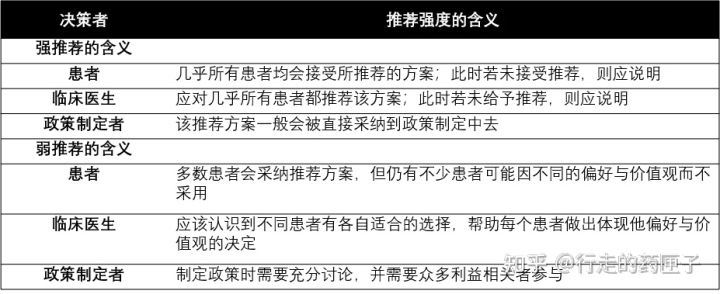 决策者 推荐强度的含义
强推荐的含义
患者 几乎所有患者均会接受所推荐的方案；此时若未接受推荐，则应说明
临床医生 应对几乎所有患者都推荐该方案；此时若未给予推荐，则应说明
政策制定者 该推荐方案一般会被直接采纳到政策制定中去
弱推荐的含义
患者 多数患者会采纳推荐方案，但仍有不少患者可能因不同的偏好与价值观而不
采用
临床医生 应该认识到不同患者有各自适合的选择，帮助每个患者做出体现他偏好与价
值观的决定
政策制定者 制定政策时需要充分讨论，并需要众多利益相关者参与
知乎 @行走的药匣子